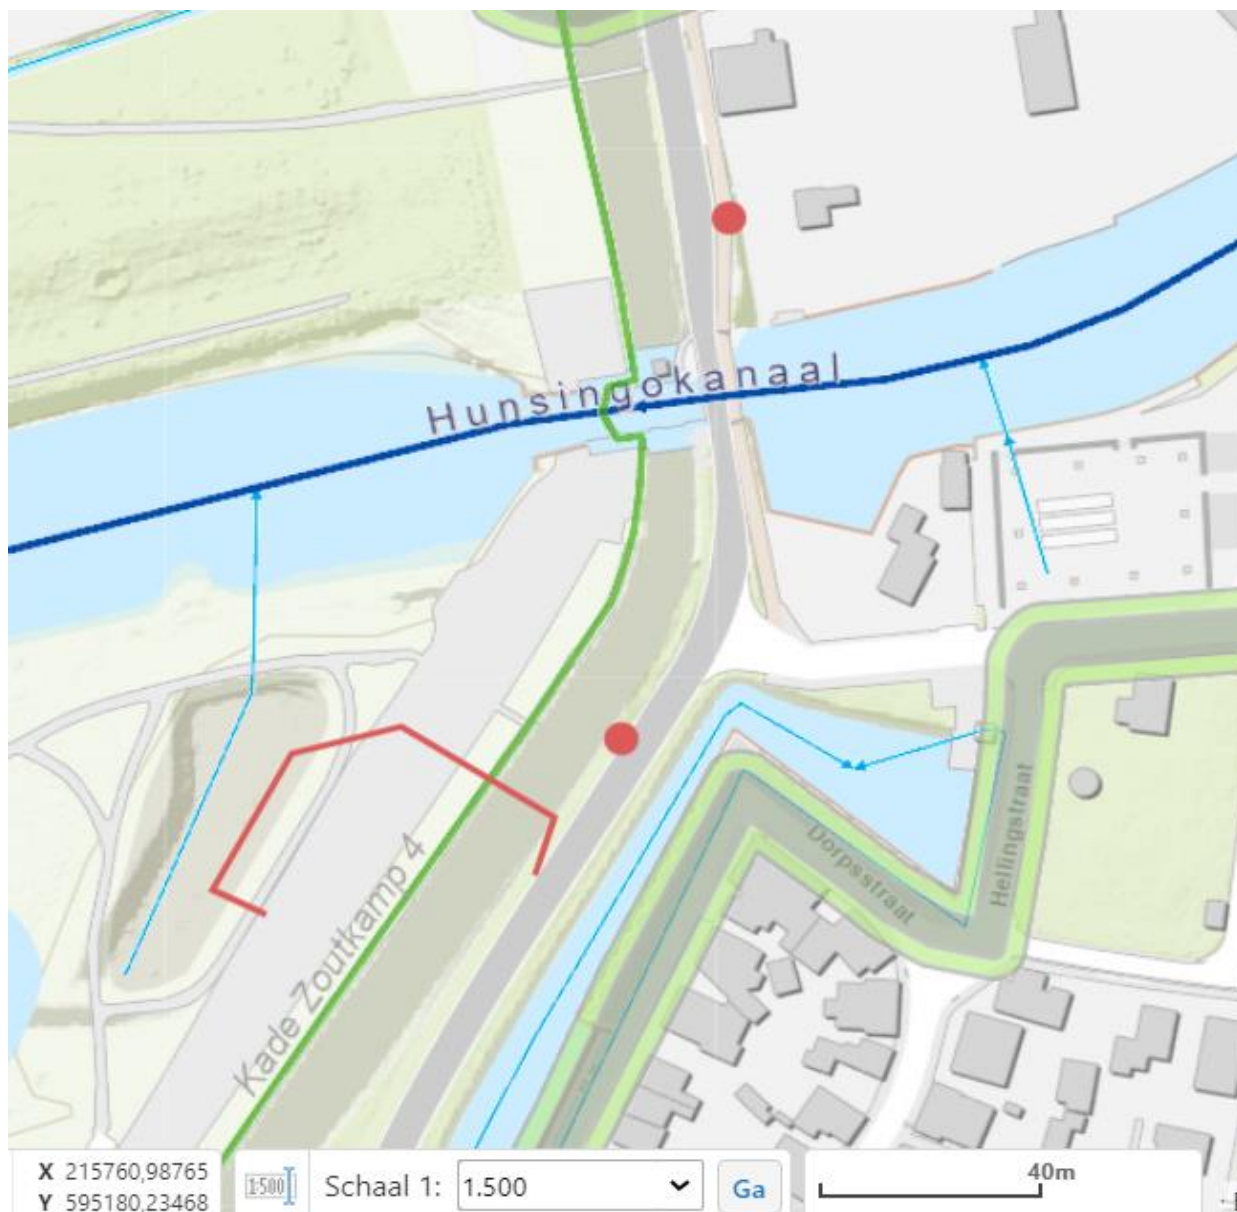 Hunsingokanaal
Dorpsstraat
Hellingstraat
Kade Zoutkamp 4
X 215760,98765
Y 595180,23468
1:500
Schaal 1:
1.500
Ga
40m